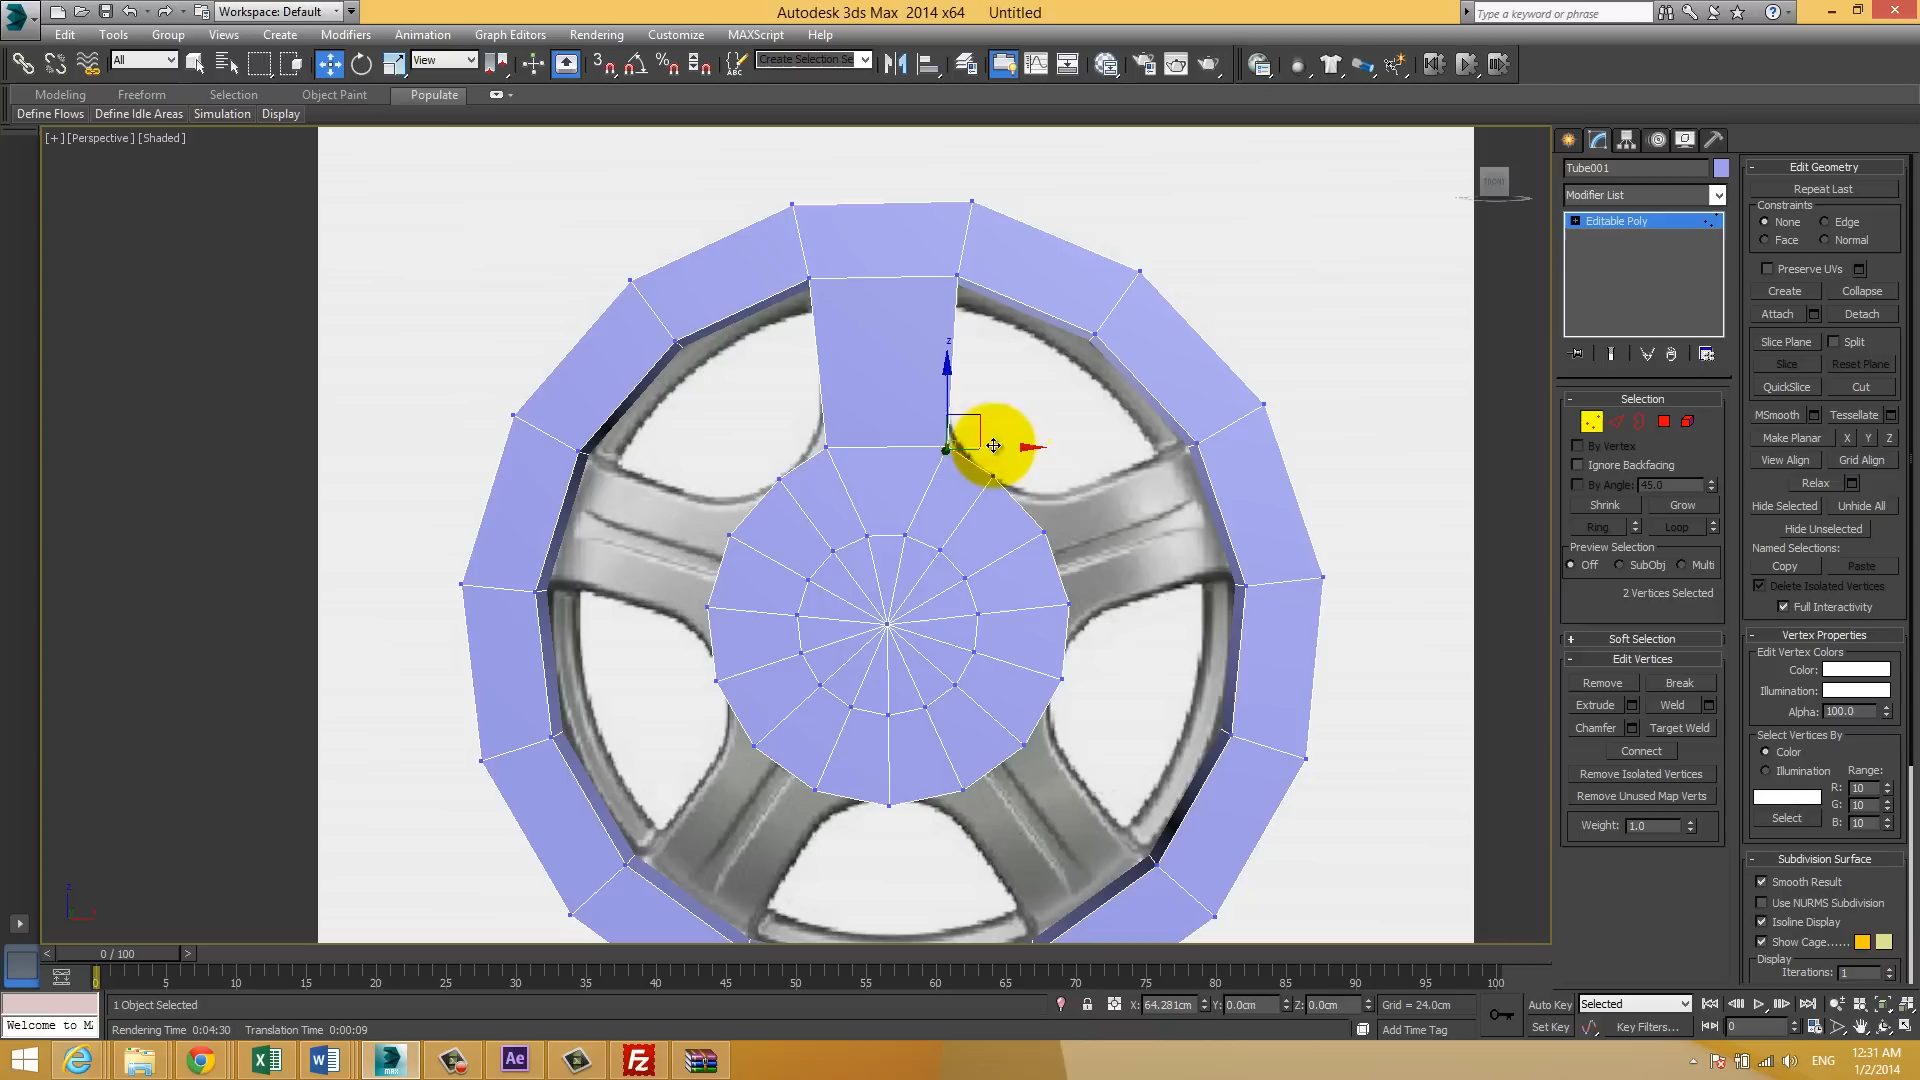 Workspace: Default
Autodesk 3ds Max 2014 x64 Untitled
Type a keyword or phrase
Edit Tools Group Views Create Modifiers Animation Graph Editors Rendering Customize MAXScript Help
All
View
3
Create Selection Se
Modeling Freeform Selection Object Paint Populate
Define Flows Define Idle Areas Simulation Display
[+] [Perspective] [Shaded]
FRONT
z
Tube001
Modifier List
Editable Poly
Selection
By Vertex
Ignore Backfacing
By Angle: 45.0
Shrink Grow
Ring Loop
Preview Selection
Off SubObj Multi
2 Vertices Selected
Soft Selection
Edit Vertices
Remove Break
Extrude Weld
Chamfer Target Weld
Connect
Remove Isolated Vertices
Remove Unused Map Verts
Weight: 1.0
Edit Geometry
Repeat Last
Constraints
None Edge
Face Normal
Preserve UVs
Create Collapse
Attach Detach
Slice Plane Split
Slice Reset Plane
QuickSlice Cut
MSmooth Tessellate
Make Planar X Y Z
View Align Grid Align
Relax
Hide Selected Unhide All
Hide Unselected
Named Selections:
Copy Paste
Delete Isolated Vertices
Full Interactivity
Vertex Properties
Edit Vertex Colors
Color:
Illumination:
Alpha: 100.0
Select Vertices By
Color
Illumination Range:
R: 10
G: 10
B: 10
Select
Subdivision Surface
Smooth Result
Use NURMS Subdivision
Isoline Display
Show Cage......
Display
Iterations: 1
z
x
< 0 / 100 >
0 5 10 15 20 25 30 35 40 45 50 55 60 65 70 75 80 85 90 95 100
1 Object Selected
X: 64.281cm Y: 0.0cm Z: 0.0cm Grid = 24.0cm
Auto Key Selected
Welcome to MA
Rendering Time 0:04:30 Translation Time 0:00:09
Add Time Tag
Set Key Key Filters... 0
MAX
Ae
Fz
ENG
12:31 AM
1/2/2014